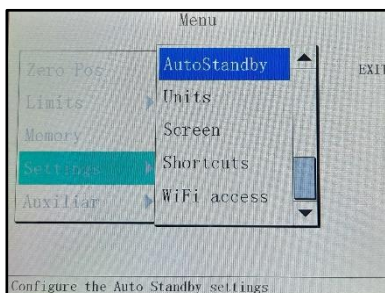 Menu
Zero Pos
Limits
Memory
Settings
Auxiliar
AutoStandby
Units
Screen
Shortcuts
WiFi access
EXIT
Configure the Auto Standby settings